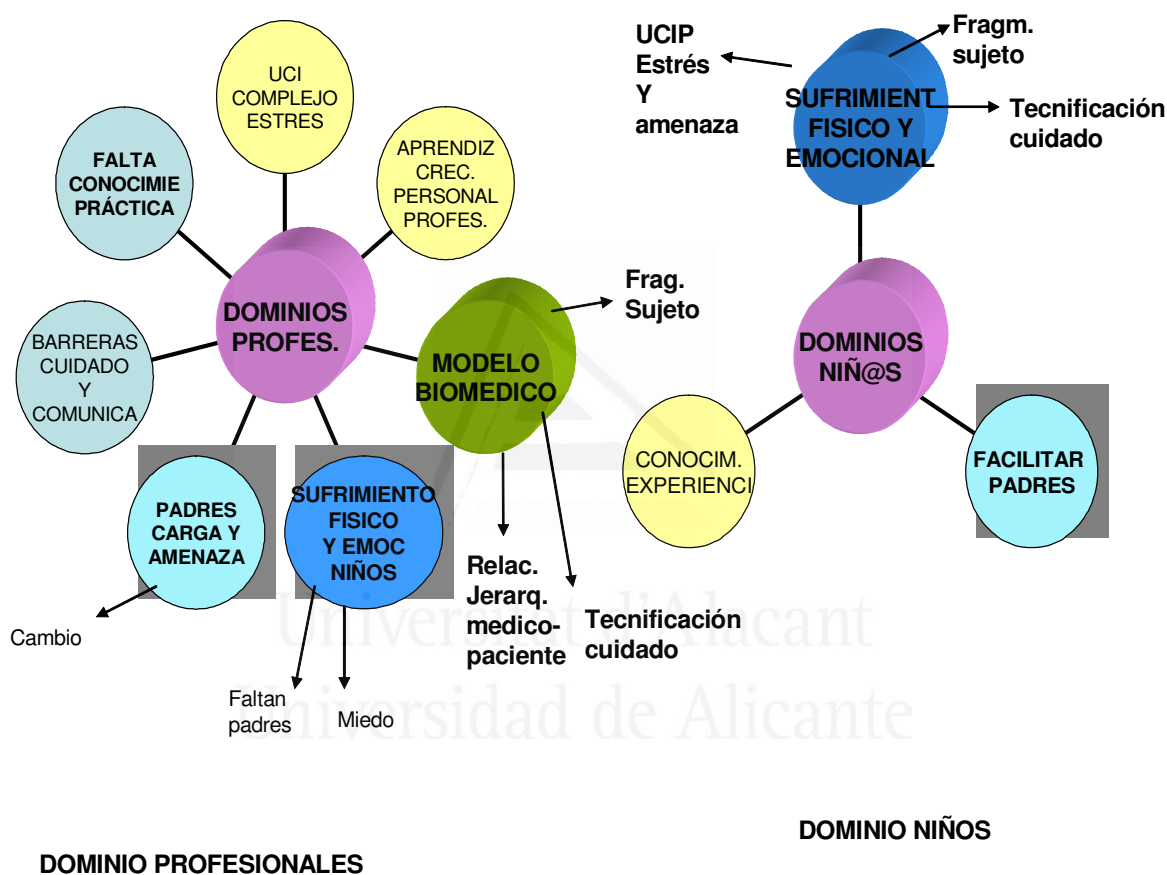 UCI
COMPLEJO
ESTRES
FALTA
CONOCIMIE
PRÁCTICA
APRENDIZ
CREC.
PERSONAL
PROFES.
DOMINIOS
PROFES.
BARRERAS
CUIDADO
Y
COMUNICA
MODELO
BIOMEDICO
Frag.
Sujeto
PADRES
CARGA Y
AMENAZA
SUFRIMIENTO
FISICO
Y EMOC
NIÑOS
Relac.
Jerarq.
medico-
paciente
Tecnificación
cuidado
Cambio
Faltan
padres
Miedo
UCIP
Estrés
Y
amenaza
Fragm.
sujeto
SUFRIMIENT
FISICO Y
EMOCIONAL
Tecnificación
cuidado
DOMINIOS
NIÑ@S
CONOCIM.
EXPERIENCI
FACILITAR
PADRES
Universitat d'Alacant
Universidad de Alicante
DOMINIO NIÑOS
DOMINIO PROFESIONALES